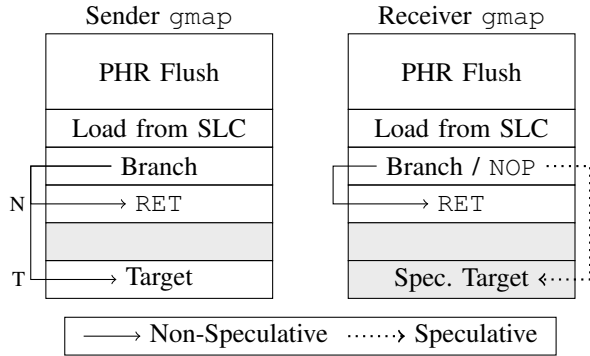 Sender gmap
PHR Flush
Load from SLC
Branch
N
RET
T
Target
Receiver gmap
PHR Flush
Load from SLC
Branch / NOP
RET
Spec. Target
Non-Speculative
Speculative